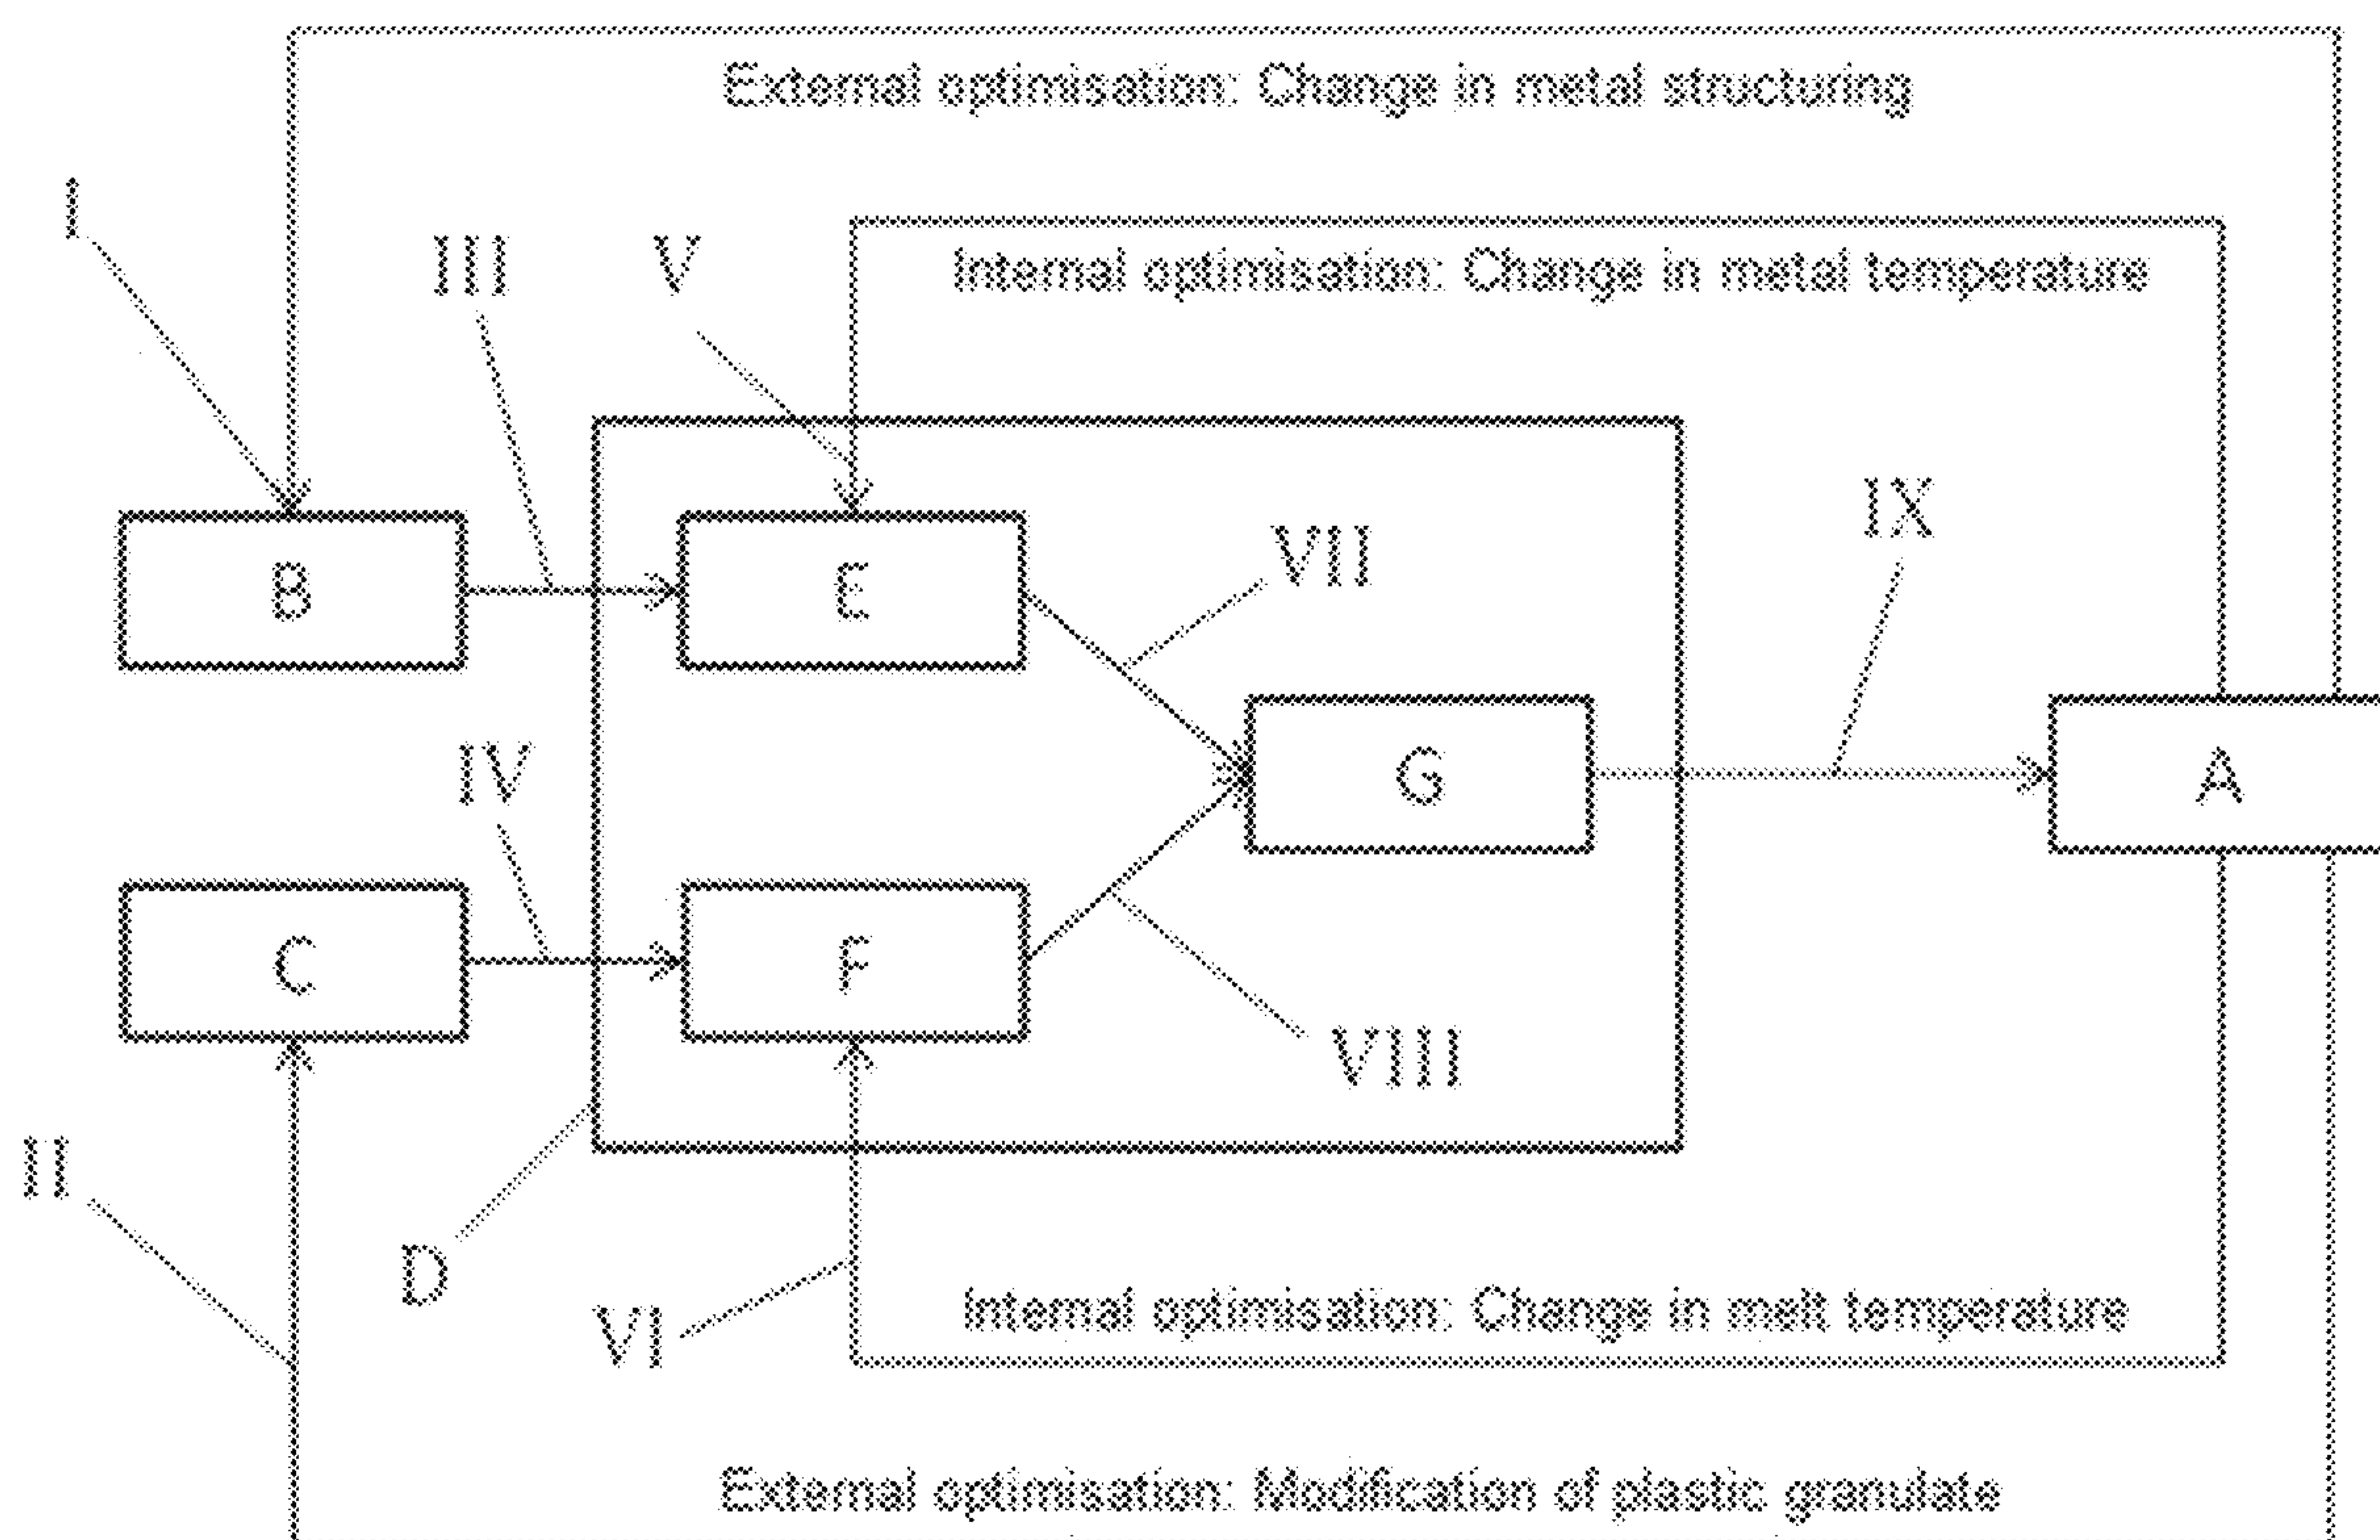 External optimisation: Change in metal structuring
I
III
V
Internal optimisation: Change in metal temperature
IX
VII
B
E
IV
G
A
C
F
VIII
II
D
VI
Internal optimisation: Change in melt temperature
External optimisation: Modification of plastic granulate